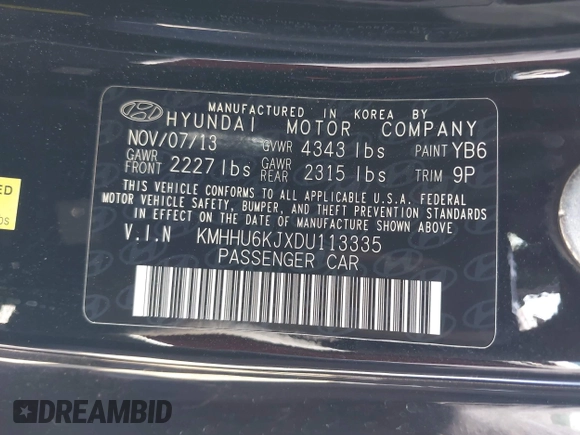 MANUFACTURED IN KOREA BY
HYUNDAI MOTOR COMPANY
NOV/07/13 GVWR 4343 lbs PAINT YB6
GAWR FRONT 2227 lbs GAWR REAR 2315 lbs TRIM 9P
THIS VEHICLE CONFORMS TO ALL APPLICABLE U.S.A. FEDERAL
MOTOR VEHICLE SAFETY, BUMPER, AND THEFT PREVENTION STANDARDS
IN EFFECT ON THE DATE OF MANUFACTURE SHOWN ABOVE.
V.I.N KMHHU6KJXDU113335
PASSENGER CAR
DREAMBID